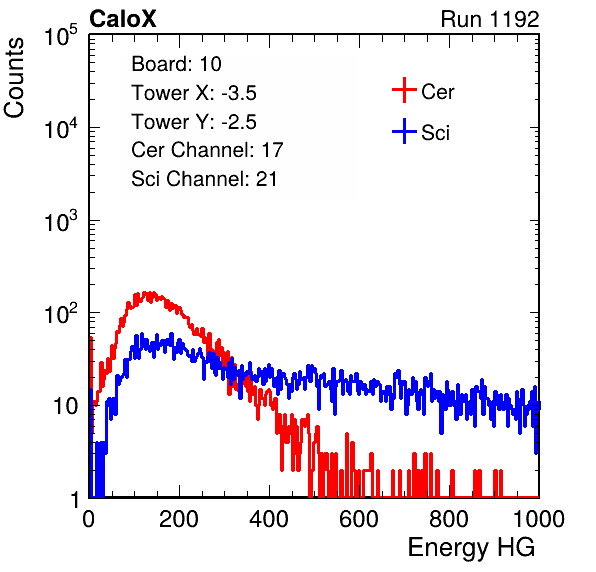 CaloX Run 1192
Counts
10^5
10^4
10^3
10^2
10
1
Board: 10
Tower X: -3.5
Tower Y: -2.5
Cer Channel: 17
Sci Channel: 21
Cer
Sci
0 200 400 600 800 1000
Energy HG